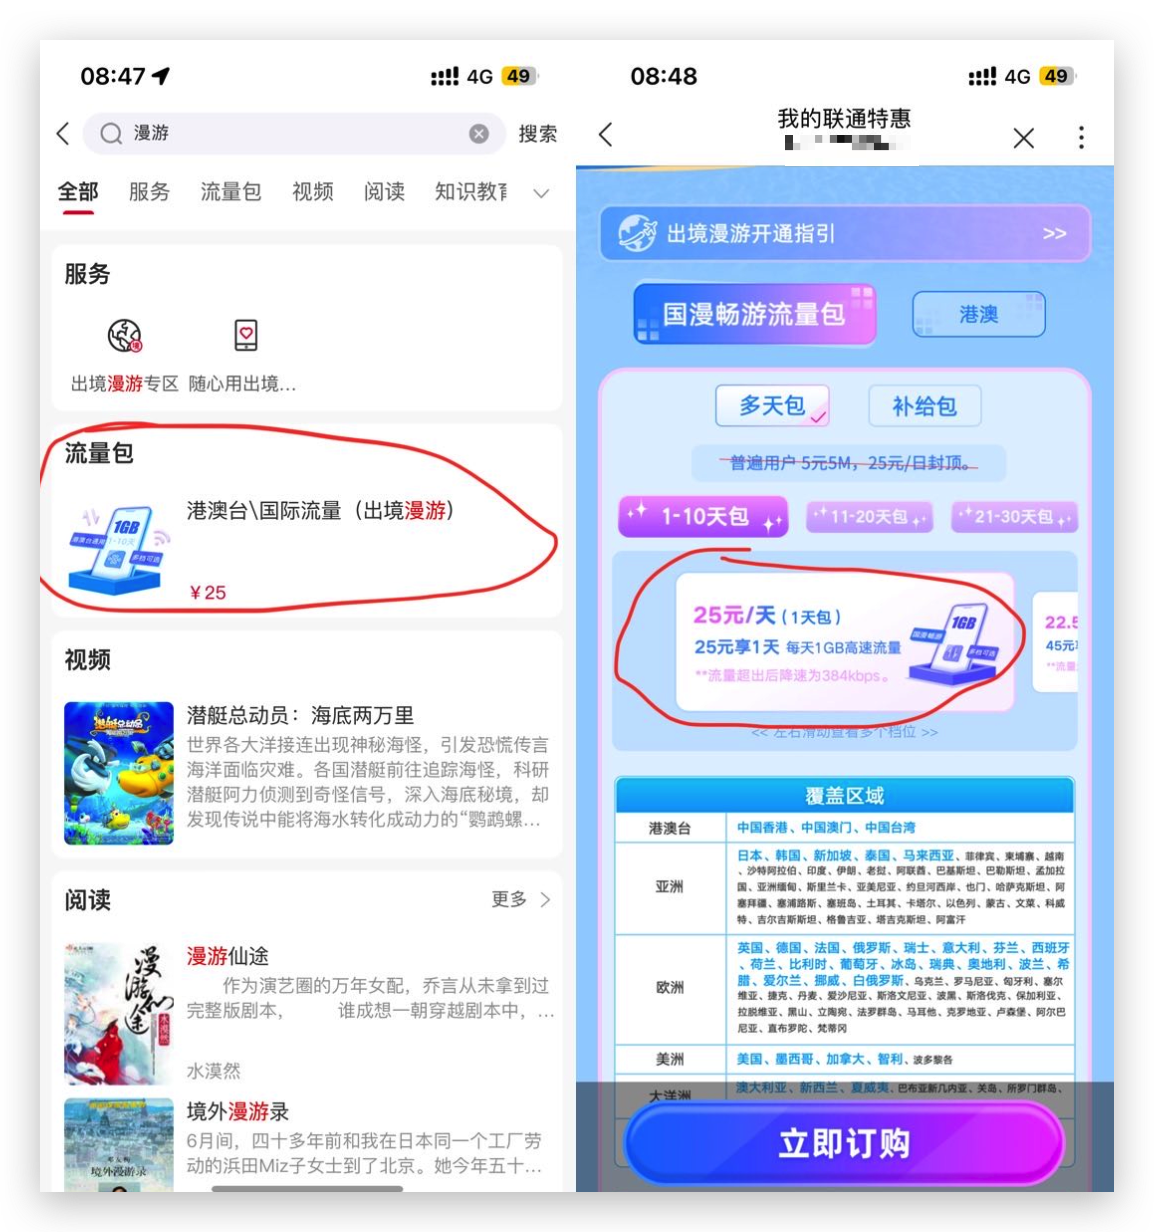 08:47
4G 49
漫游
搜索
全部 服务 流量包 视频 阅读 知识教育
服务
出境漫游专区 随心用出境...
流量包
1GB
港澳台\国际流量（出境漫游）
¥25
视频
潜艇总动员：海底两万里
世界各大洋接连出现神秘海怪，引发恐慌传言
海洋面临灾难。各国潜艇前往追踪海怪，科研
潜艇阿力侦测到奇怪信号，深入海底秘境，却
发现传说中能将海水转化成动力的“鹦鹉螺...
阅读
更多
漫游仙途
漫游仙途
作为演艺圈的万年女配，乔言从未拿到过
完整版剧本， 谁成想一朝穿越剧本中，...
水漠然
境外漫游录
境外漫游录
6月间，四十多年前和我在日本同一个工厂劳
动的浜田Miz子女士到了北京。她今年五十...
08:48
4G 49
我的联通特惠
出境漫游开通指引 >>
国漫畅游流量包
港澳
多天包
补给包
普遍用户 5元5M，25元/日封顶。
1-10天包
11-20天包
21-30天包
25元/天（1天包）
25元享1天 每天1GB高速流量
**流量超出后降速为384kbps。
1GB
国漫畅游
多档可选
22.5
45元
**流量
<< 左右滑动查看多个档位 >>
覆盖区域
港澳台
中国香港、中国澳门、中国台湾
亚洲
日本、韩国、新加坡、泰国、马来西亚、菲律宾、柬埔寨、越南
、沙特阿拉伯、印度、伊朗、老挝、阿联酋、巴基斯坦、巴勒斯坦、孟加拉
国、亚洲缅甸、斯里兰卡、亚美尼亚、约旦河西岸、也门、哈萨克斯坦、阿
塞拜疆、塞浦路斯、塞班岛、土耳其、卡塔尔、以色列、蒙古、文莱、科威
特、吉尔吉斯斯坦、格鲁吉亚、塔吉克斯坦、阿富汗
欧洲
英国、德国、法国、俄罗斯、瑞士、意大利、芬兰、西班牙
、荷兰、比利时、葡萄牙、冰岛、瑞典、奥地利、波兰、希
腊、爱尔兰、挪威、白俄罗斯、乌克兰、罗马尼亚、匈牙利、塞尔
维亚、捷克、丹麦、爱沙尼亚、斯洛文尼亚、波黑、斯洛伐克、保加利亚、
拉脱维亚、黑山、立陶宛、法罗群岛、马耳他、克罗地亚、卢森堡、阿尔巴
尼亚、直布罗陀、梵蒂冈
美洲
美国、墨西哥、加拿大、智利、波多黎各
大洋洲
澳大利亚、新西兰、夏威夷、巴布亚新几内亚、关岛、所罗门群岛、
立即订购